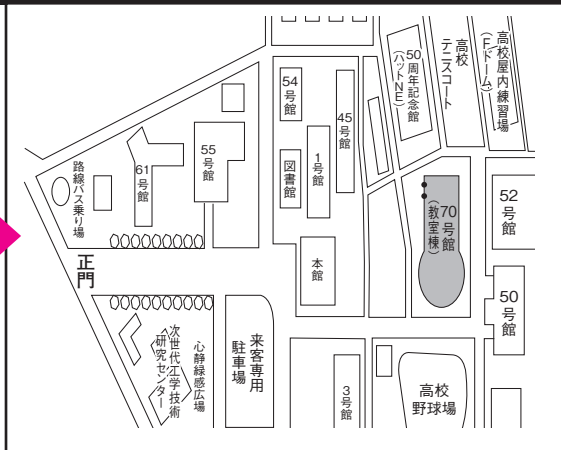 高校屋内練習場
(Fドーム)
高校
テニスコート
50周年記念館
(ハットNE)
54号館
45号館
1号館
図書館
55号館
61号館
路線バス乗り場
52号館
70号館
(教室棟)
本館
正門
50号館
来客専用
駐車場
心静緑感広場
次世代工学技術
研究センター
3号館
高校
野球場